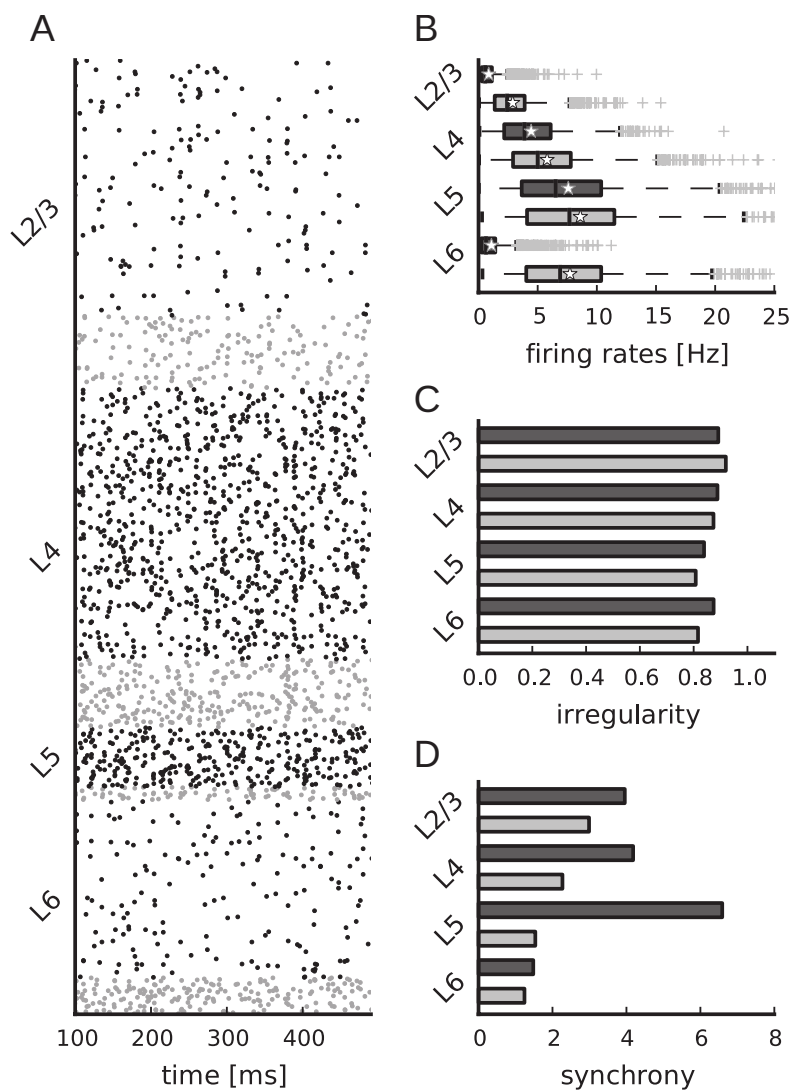 A
L2/3
L4
L5
L6
100 200 300 400
time [ms]
B
L2/3
L4
L5
L6
0 5 10 15 20 25
firing rates [Hz]
C
L2/3
L4
L5
L6
0.0 0.2 0.4 0.6 0.8 1.0
irregularity
D
L2/3
L4
L5
L6
0 2 4 6 8
synchrony